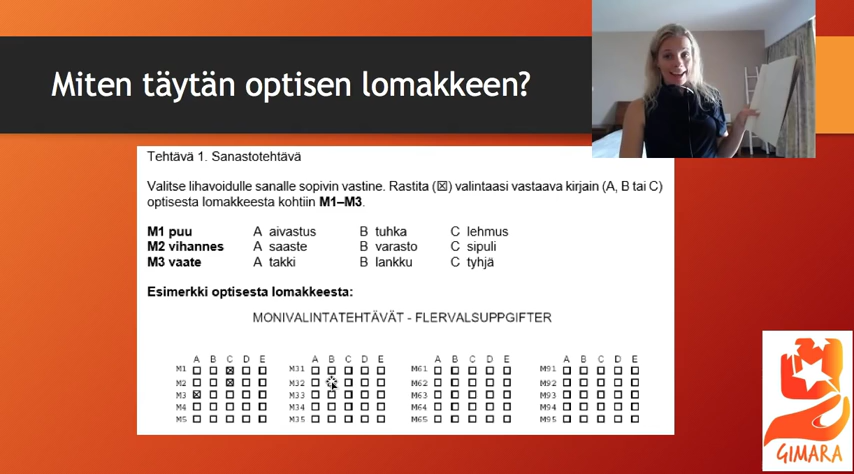 Miten täytän optisen lomakkeen?
Tehtävä 1. Sanastotehtävä
Valitse lihavoidulle sanalle sopivin vastine. Rastita (☒) valintaasi vastaava kirjain (A, B tai C)
optisesta lomakkeesta kohtiin M1–M3.
M1 puu A aivastus B tuhka C lehmus
M2 vihannes A saaste B varasto C sipuli
M3 vaate A takki B lankku C tyhjä
Esimerkki optisesta lomakkeesta:
MONIVALINTATEHTÄVÄT - FLERVALSUPPGIFTER
A B C D E A B C D E A B C D E A B C D E
M1 M31 M61 M91
M2 M32 M62 M92
M3 M33 M63 M93
M4 M34 M64 M94
M5 M35 M65 M95
GIMARA